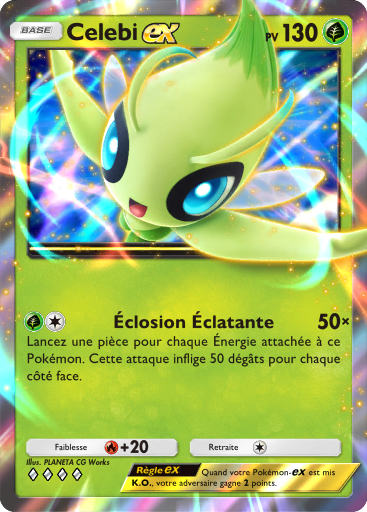 BASE Celebi ex PV 130
Éclosion Éclatante 50×
Lancez une pièce pour chaque Énergie attachée à ce
Pokémon. Cette attaque inflige 50 dégâts pour chaque
côté face.
Faiblesse +20 Retraite
Illus. PLANETA CG Works
Règle ex Quand votre Pokémon-ex est mis
K.O., votre adversaire gagne 2 points.